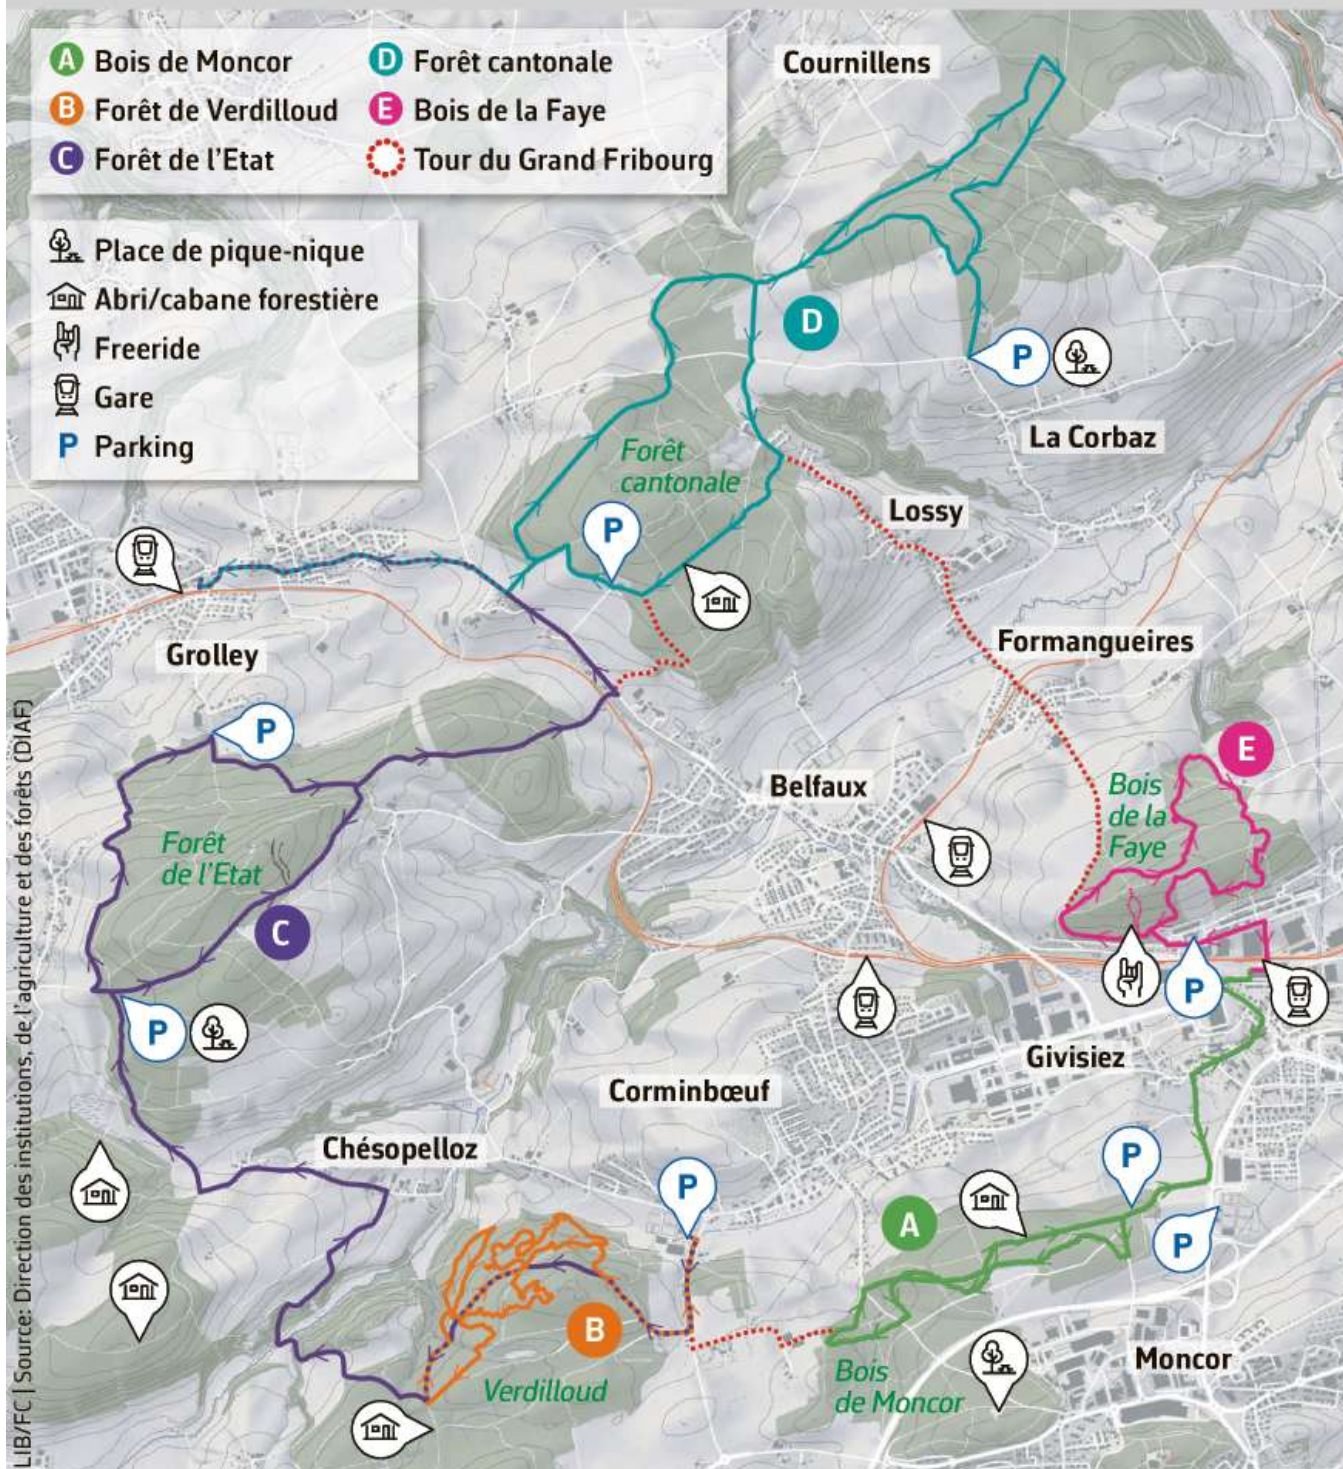 A Bois de Moncor
B Forêt de Verdilloud
C Forêt de l'Etat
D Forêt cantonale
E Bois de la Faye
Tour du Grand Fribourg
Place de pique-nique
Abri/cabane forestière
Freeride
Gare
P Parking
Cournillens
D
P
La Corbaz
Forêt
cantonale
P
Lossy
Grolley
Formangueires
P
E
Belfaux
Bois
de la
Faye
Forêt
de l'Etat
C
P
P
Givisiez
Corminbœuf
Chésopelloz
P
P
A
P
B
Verdilloud
Bois
de Moncor
Moncor
LIB/FC | Source: Direction des institutions, de l'agriculture et des forêts (DIAF)